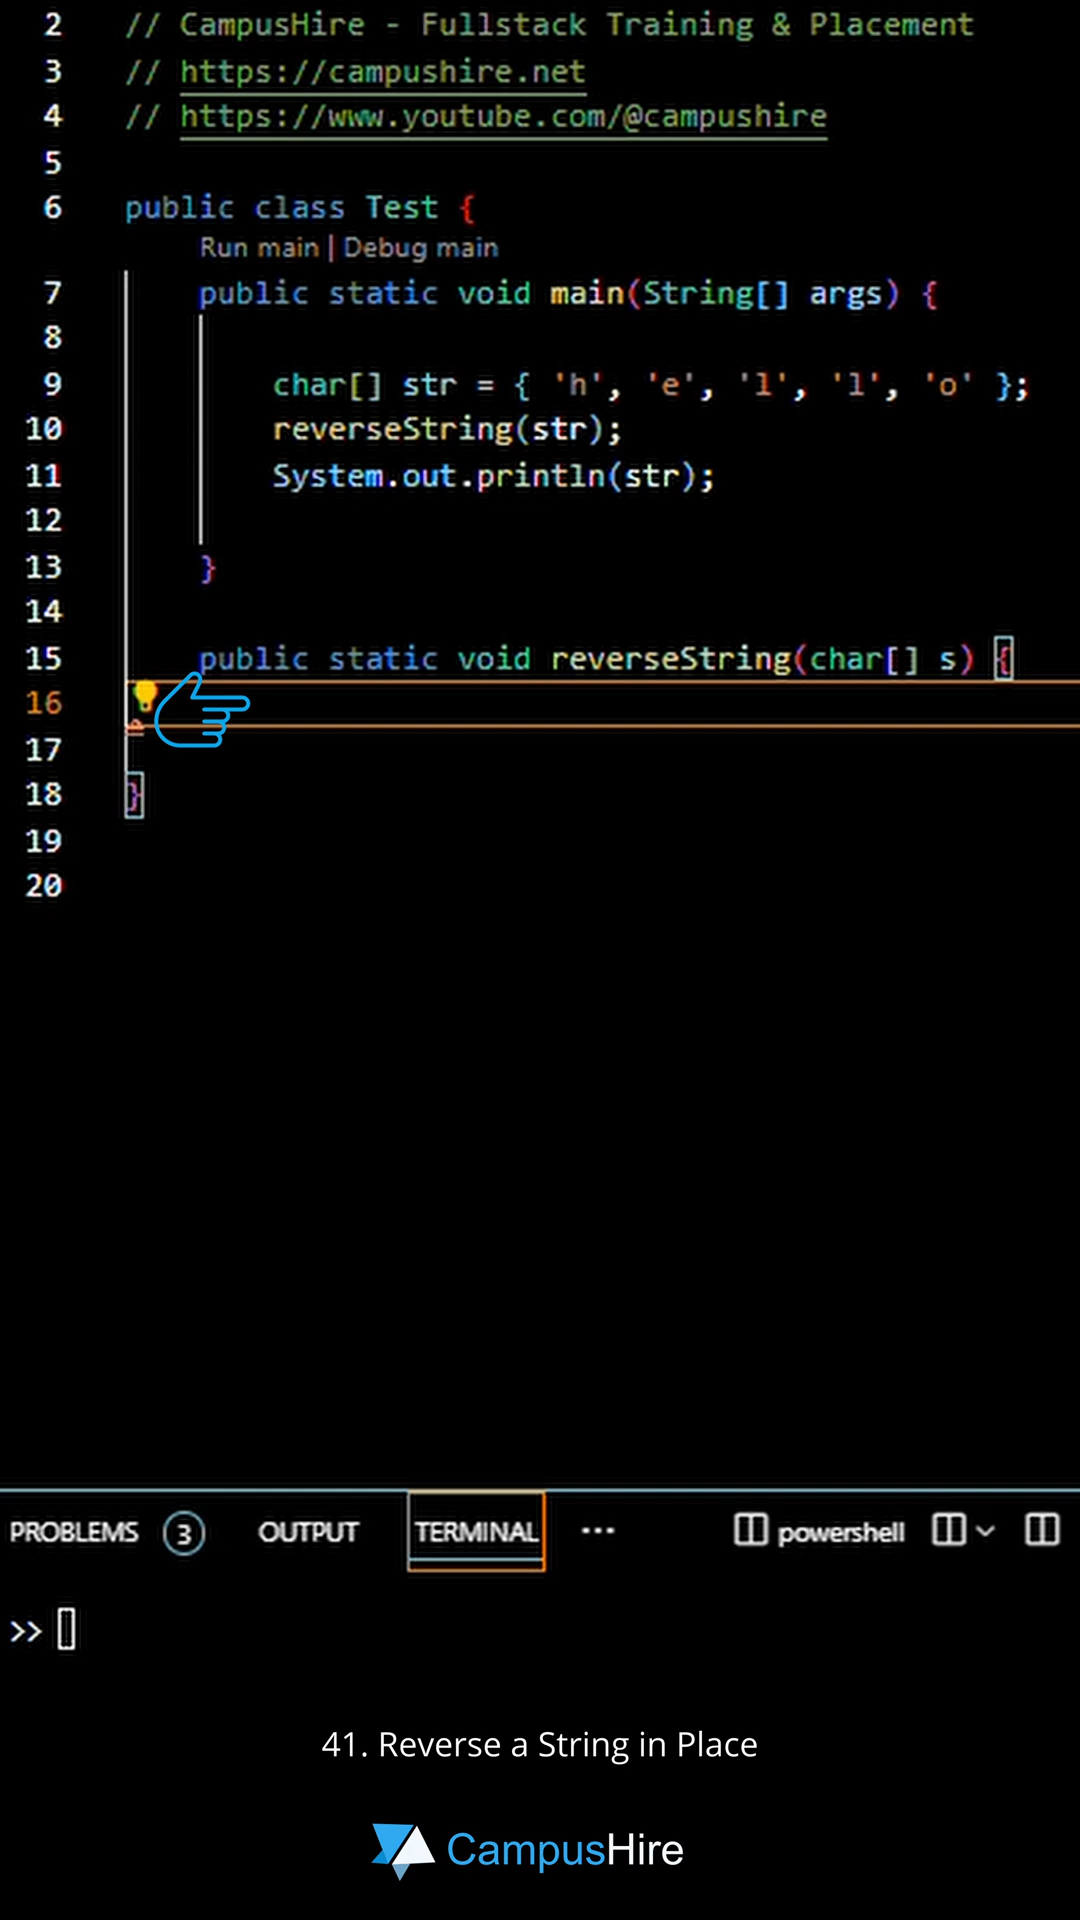 2 // CampusHire - Fullstack Training & Placement
3 // https://campushire.net
4 // https://www.youtube.com/@campushire
5
6 public class Test {
Run main | Debug main
7 public static void main(String[] args) {
8
9 char[] str = { 'h', 'e', 'l', 'l', 'o' };
10 reverseString(str);
11 System.out.println(str);
12
13 }
14
15 public static void reverseString(char[] s) {
16
17
18 }
19
20
PROBLEMS 3 OUTPUT TERMINAL ··· powershell
>>
41. Reverse a String in Place
CampusHire